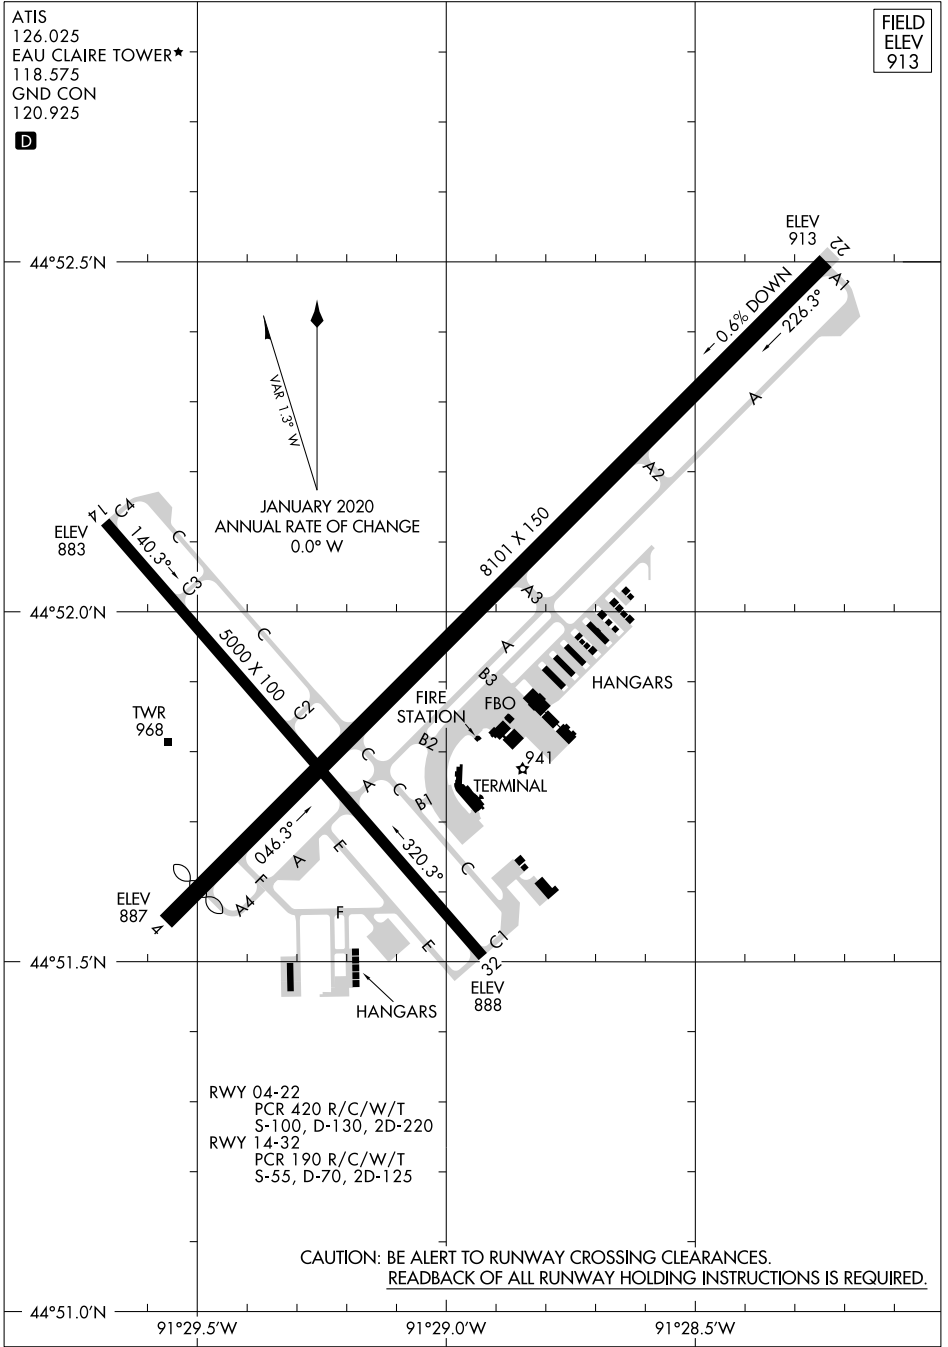 ATIS
126.025
EAU CLAIRE TOWER★
118.575
GND CON
120.925
D
FIELD
ELEV
913
ELEV
913
22
A1
44°52.5'N
0.6% DOWN
226.3°
VAR 1.3° W
A
A2
JANUARY 2020
ANNUAL RATE OF CHANGE
0.0° W
14
C4
ELEV
883
C
140.3°
8101 X 150
C3
A3
44°52.0'N
C
5000 X 100
A
B3
HANGARS
FIRE
STATION
FBO
C2
TWR
968
B2
C
941
A
C
B1
TERMINAL
046.3°
E
320.3°
A
C
F
ELEV
887
A4
F
4
E
C1
44°51.5'N
32
ELEV
888
HANGARS
RWY 04-22
PCR 420 R/C/W/T
S-100, D-130, 2D-220
RWY 14-32
PCR 190 R/C/W/T
S-55, D-70, 2D-125
CAUTION: BE ALERT TO RUNWAY CROSSING CLEARANCES.
READBACK OF ALL RUNWAY HOLDING INSTRUCTIONS IS REQUIRED.
44°51.0'N
91°29.5'W
91°29.0'W
91°28.5'W